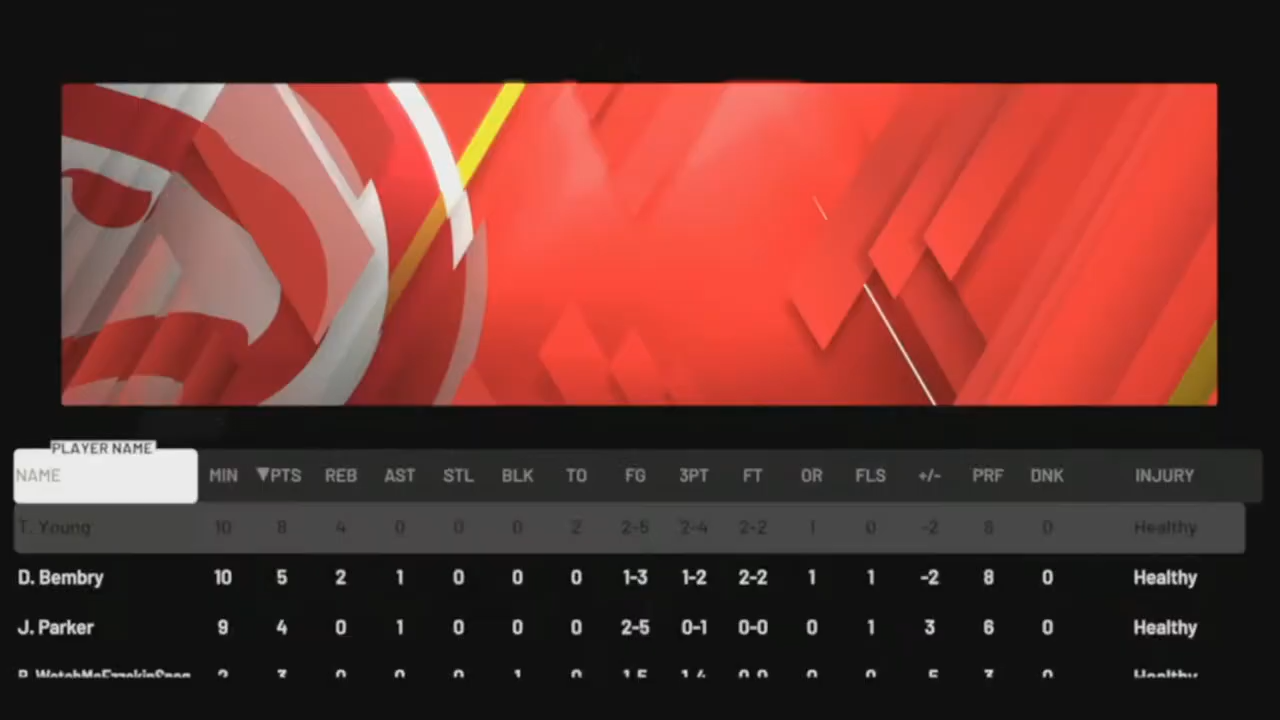 PLAYER NAME
NAME MIN ▼PTS REB AST STL BLK TO FG 3PT FT OR FLS +/- PRF DNK INJURY
T. Young 10 8 4 0 0 0 2 2-5 2-4 2-2 1 0 -2 8 0 Healthy
D. Bembry 10 5 2 1 0 0 0 1-3 1-2 2-2 1 1 -2 8 0 Healthy
J. Parker 9 4 0 1 0 0 0 2-5 0-1 0-0 0 1 3 6 0 Healthy
Healthy